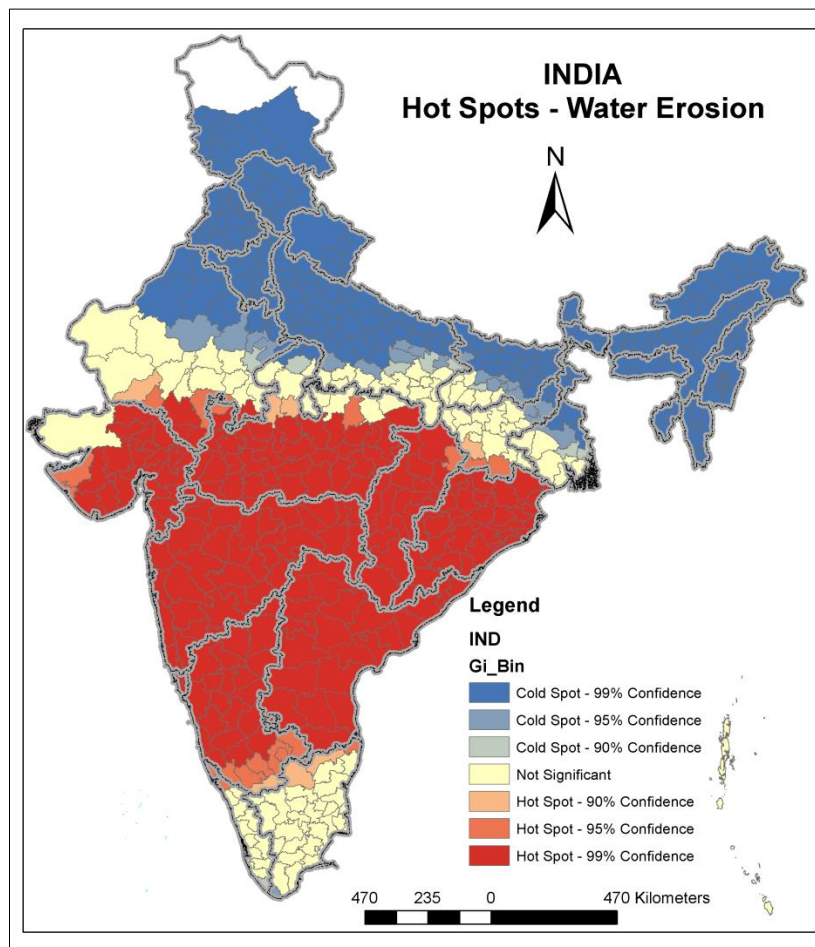 INDIA
Hot Spots - Water Erosion
N
Legend
IND
Gi_Bin
Cold Spot - 99% Confidence
Cold Spot - 95% Confidence
Cold Spot - 90% Confidence
Not Significant
Hot Spot - 90% Confidence
Hot Spot - 95% Confidence
Hot Spot - 99% Confidence
470 235 0 470 Kilometers